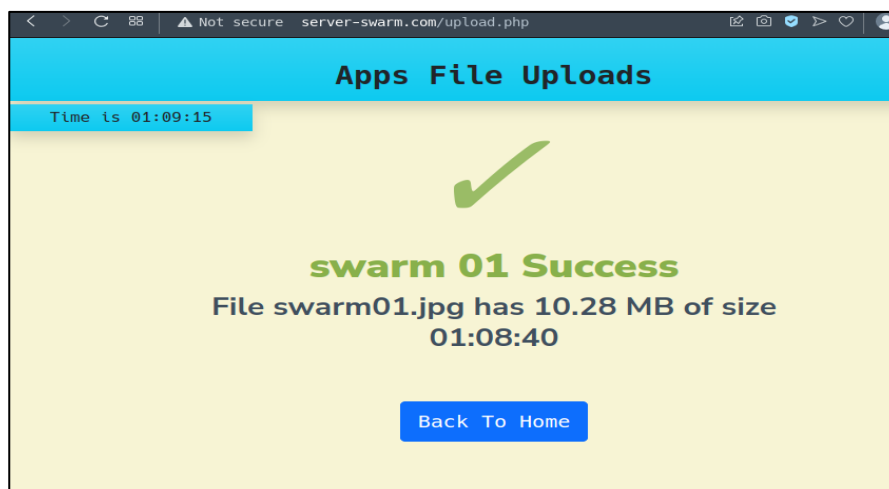 Not secure server-swarm.com/upload.php
Apps File Uploads
Time is 01:09:15
swarm 01 Success
File swarm01.jpg has 10.28 MB of size
01:08:40
Back To Home